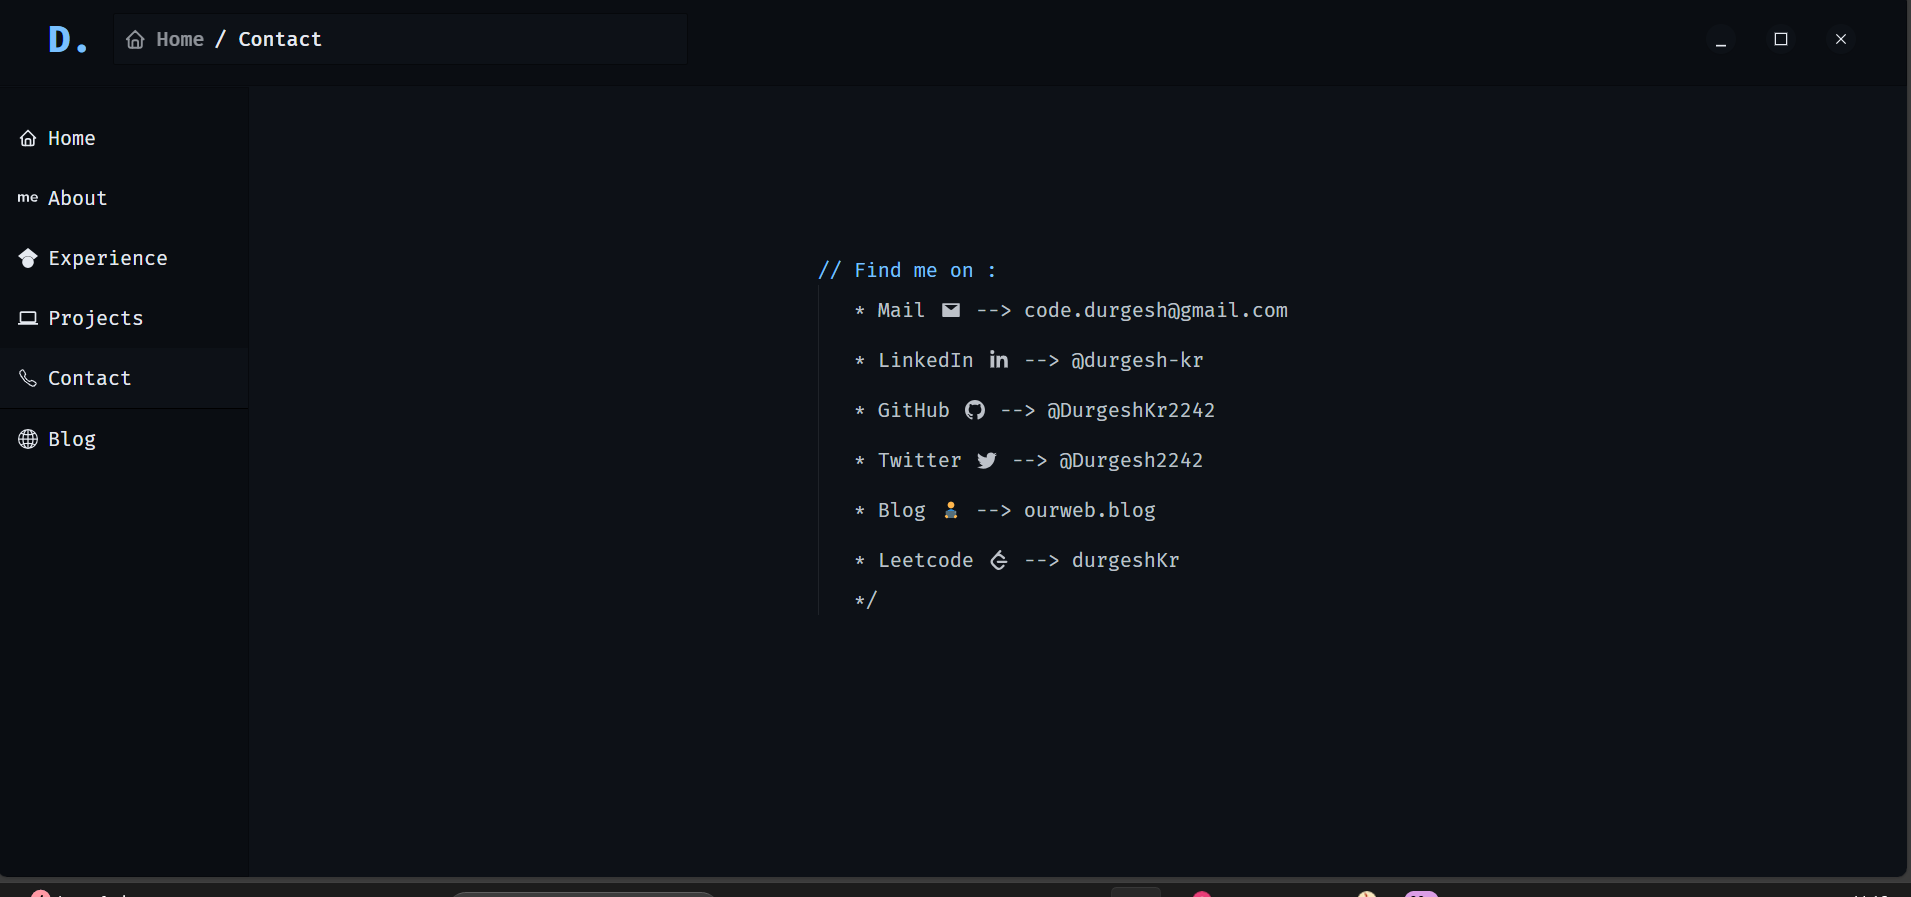 D.
Home / Contact
Home
me About
Experience
Projects
Contact
Blog
// Find me on :
* Mail --> code.durgesh@gmail.com
* LinkedIn in --> @durgesh-kr
* GitHub --> @DurgeshKr2242
* Twitter --> @Durgesh2242
* Blog --> ourweb.blog
* Leetcode --> durgeshKr
*/